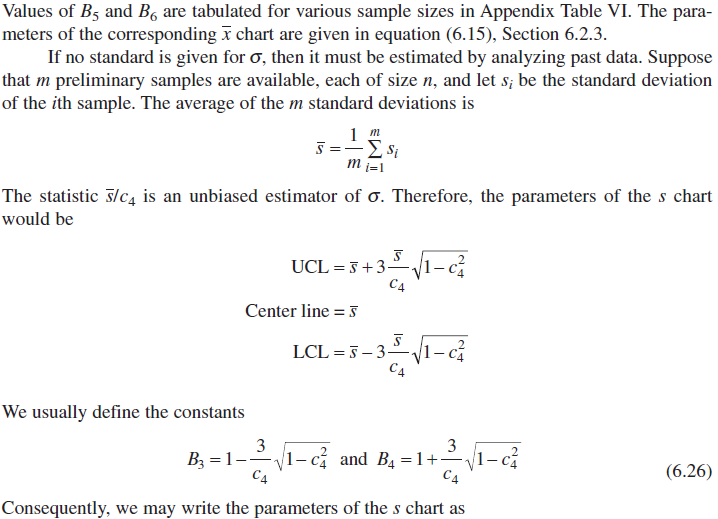 Values of B₅ and B₆ are tabulated for various sample sizes in Appendix Table VI. The para-
meters of the corresponding x̄ chart are given in equation (6.15), Section 6.2.3.
If no standard is given for σ, then it must be estimated by analyzing past data. Suppose
that m preliminary samples are available, each of size n, and let sᵢ be the standard deviation
of the ith sample. The average of the m standard deviations is
s̄ = 1/m ∑ᵢ₌₁ᵐ sᵢ
The statistic s̄/c₄ is an unbiased estimator of σ. Therefore, the parameters of the s chart
would be
UCL = s̄ + 3 s̄/c₄ √(1 − c₄²)
Center line = s̄
LCL = s̄ − 3 s̄/c₄ √(1 − c₄²)
We usually define the constants
B₃ = 1 − 3/c₄ √(1 − c₄²) and B₄ = 1 + 3/c₄ √(1 − c₄²)
(6.26)
Consequently, we may write the parameters of the s chart as